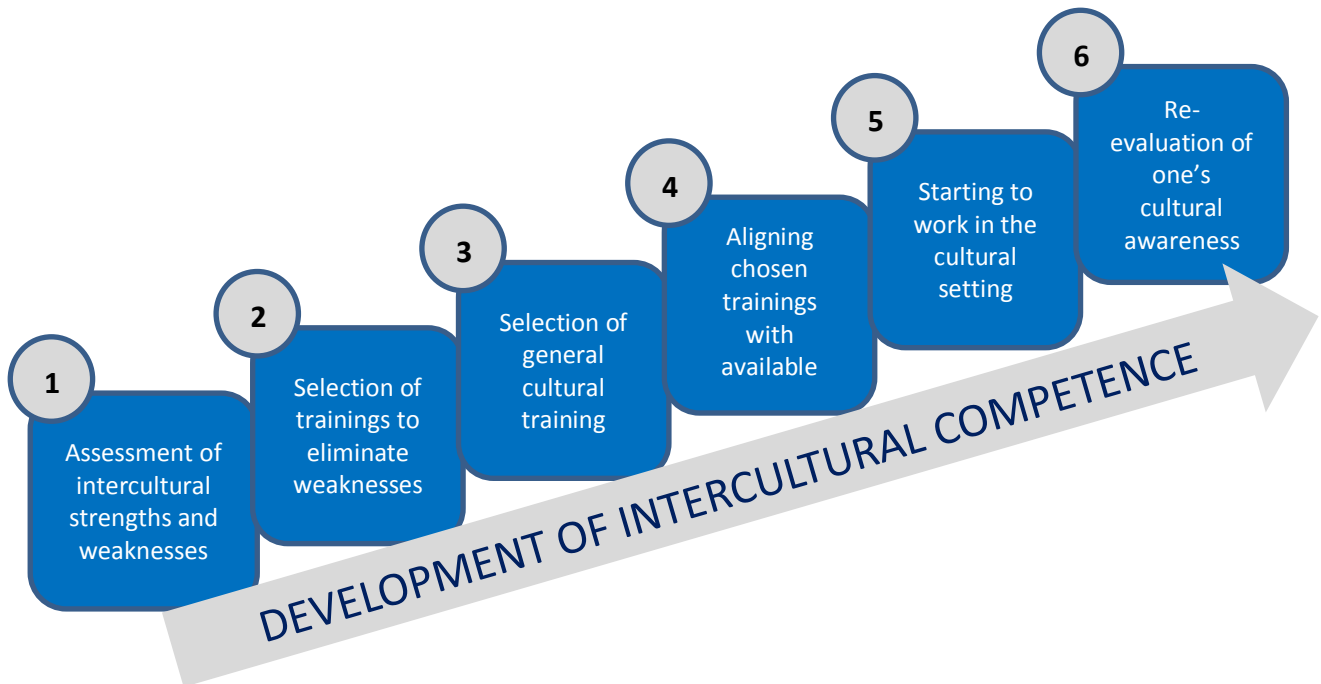 1
Assessment of
intercultural
strengths and
weaknesses
2
Selection of
trainings to
eliminate
weaknesses
3
Selection of
general
cultural
training
4
Aligning
chosen
trainings
with
available
5
Starting to
work in the
cultural
setting
6
Re-
evaluation of
one’s
cultural
awareness
DEVELOPMENT OF INTERCULTURAL COMPETENCE